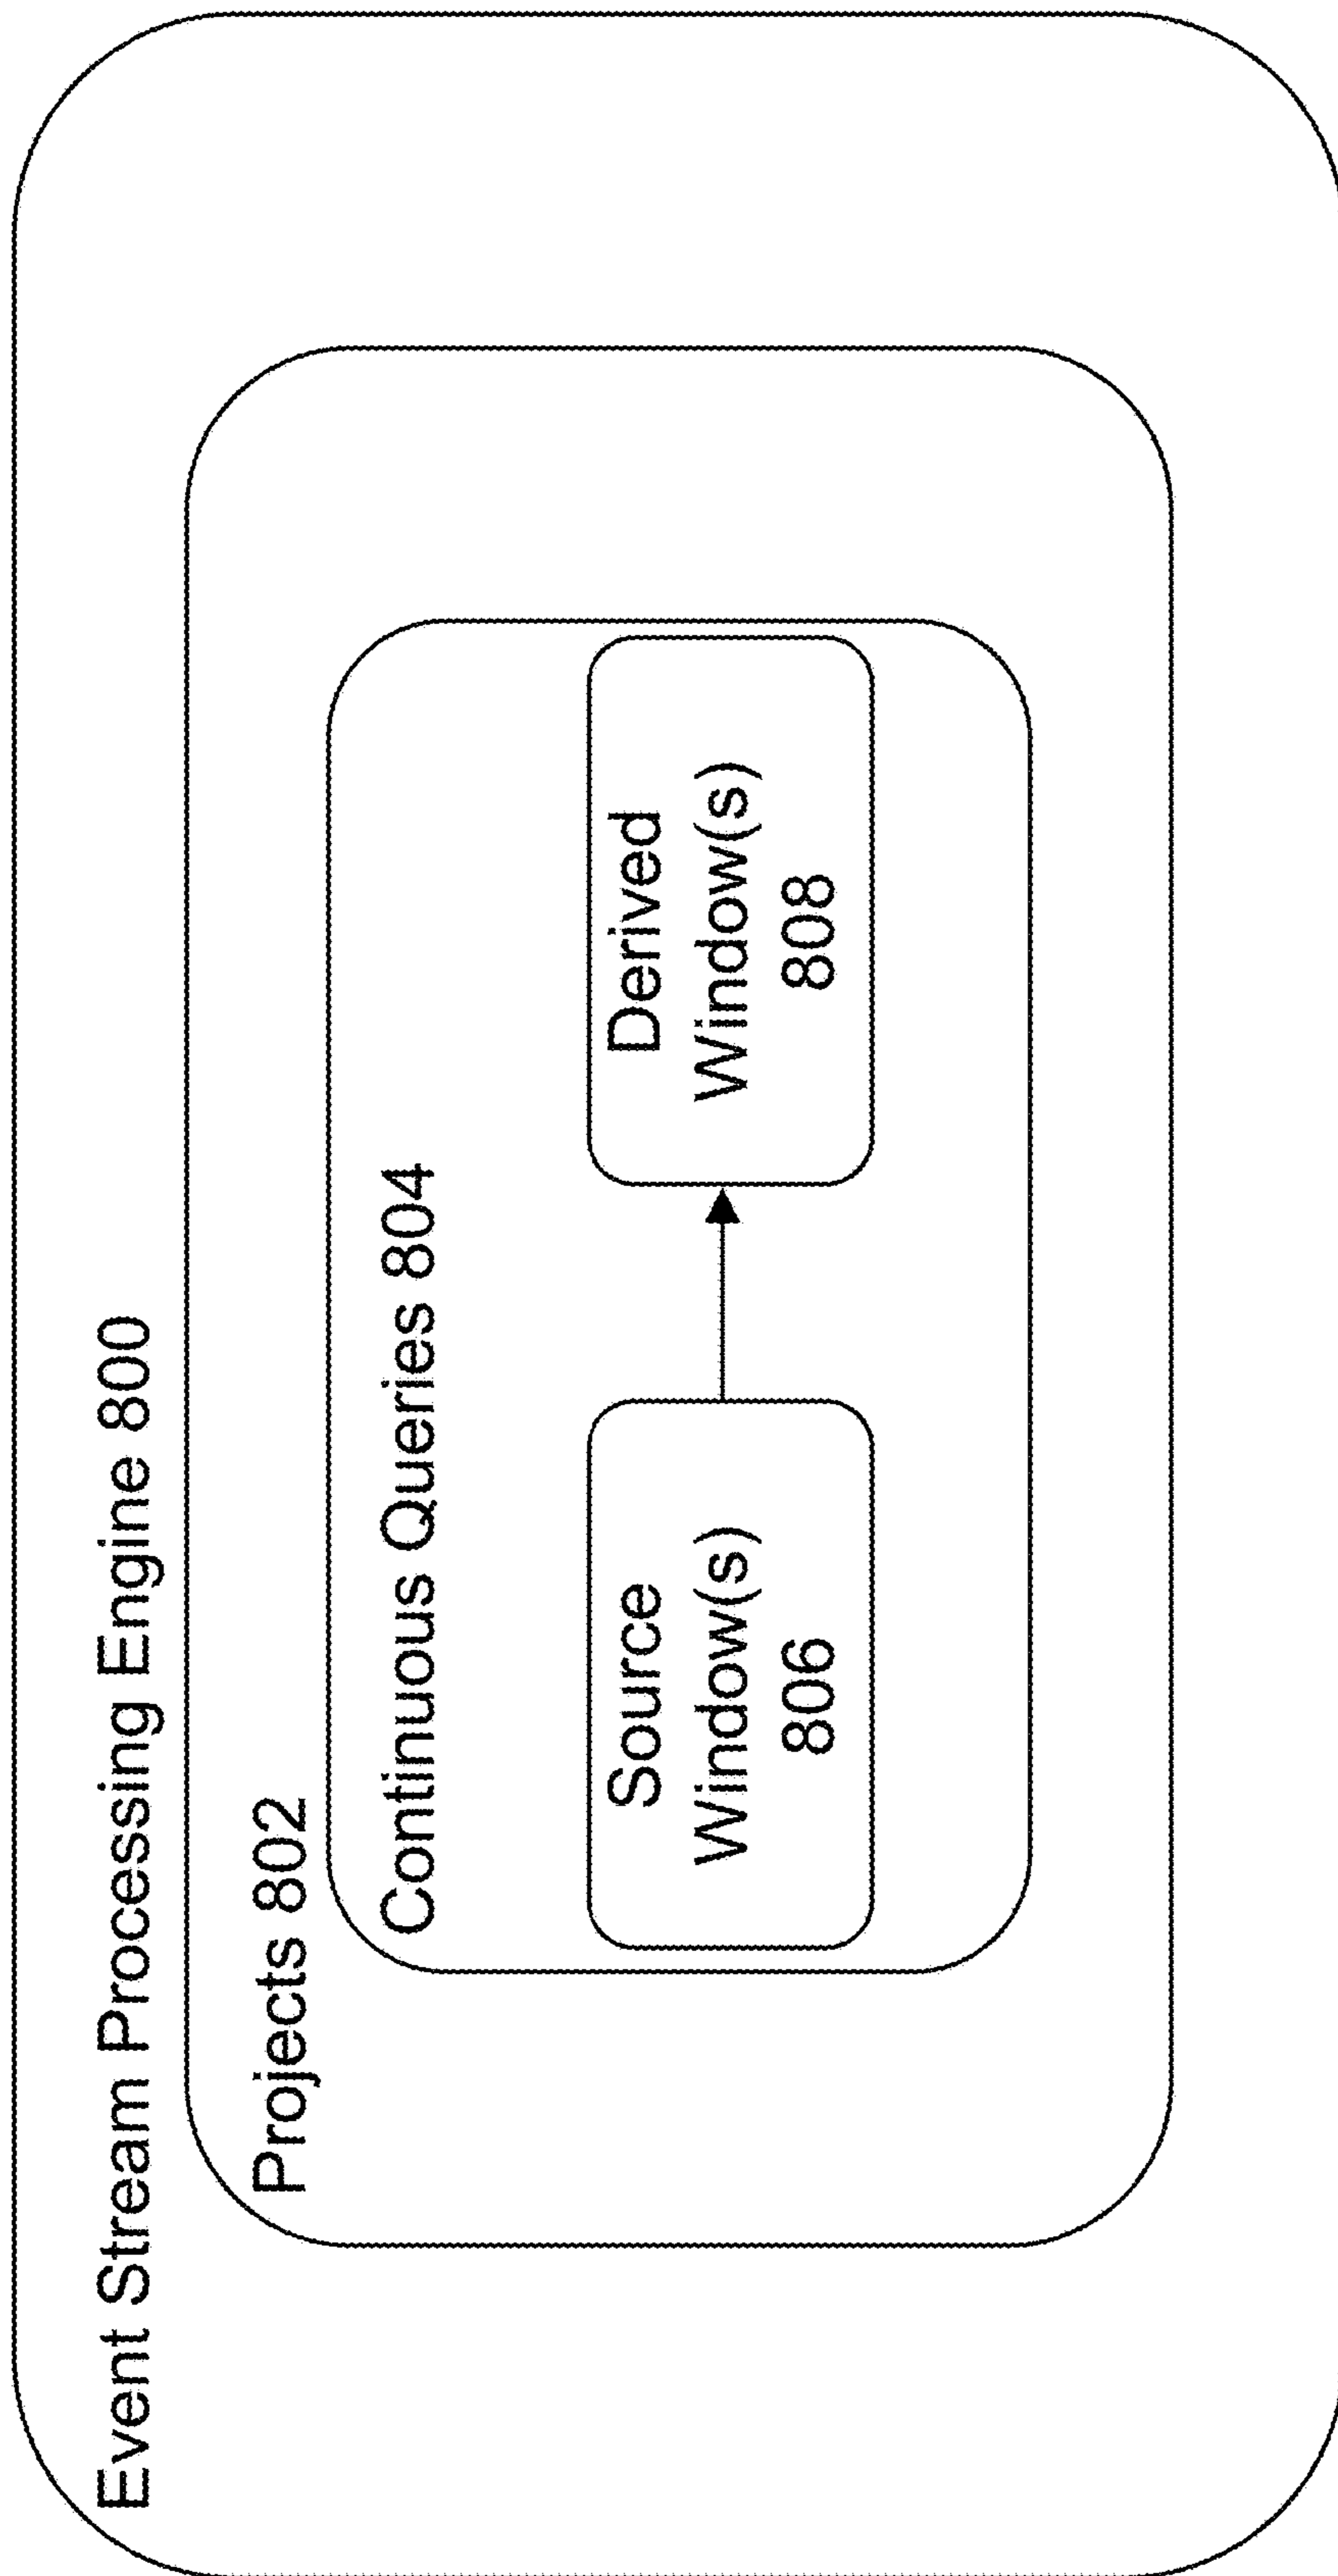 Event Stream Processing Engine 800
Projects 802
Continuous Queries 804
Source
Window(s)
806
Derived
Window(s)
808